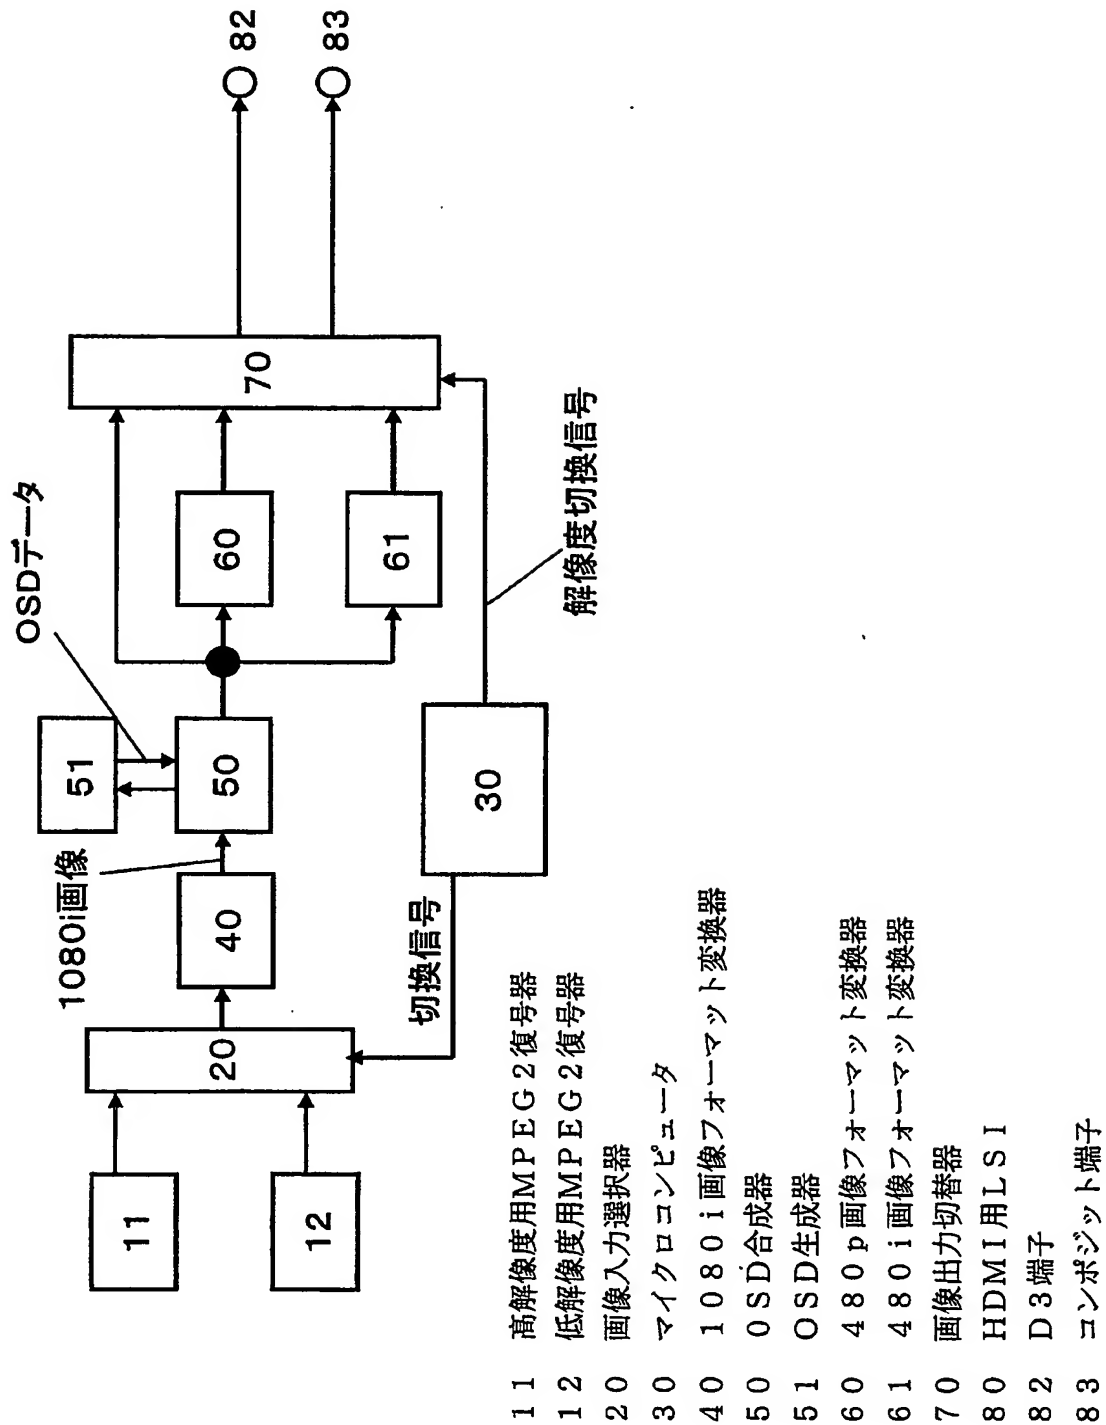 82
83
OSDデータ
70
51
60
61
解像度切換信号
1080i画像
50
30
40
切換信号
20
11
12
11 高解像度用MPEG2復号器
12 低解像度用MPEG2復号器
20 画像入力選択器
30 マイクロコンピュータ
40 1080i画像フォーマット変換器
50 OSD合成器
51 OSD生成器
60 480p画像フォーマット変換器
61 480i画像フォーマット変換器
70 画像出力切替器
80 HDMI用LSI
82 D3端子
83 コンポジット端子